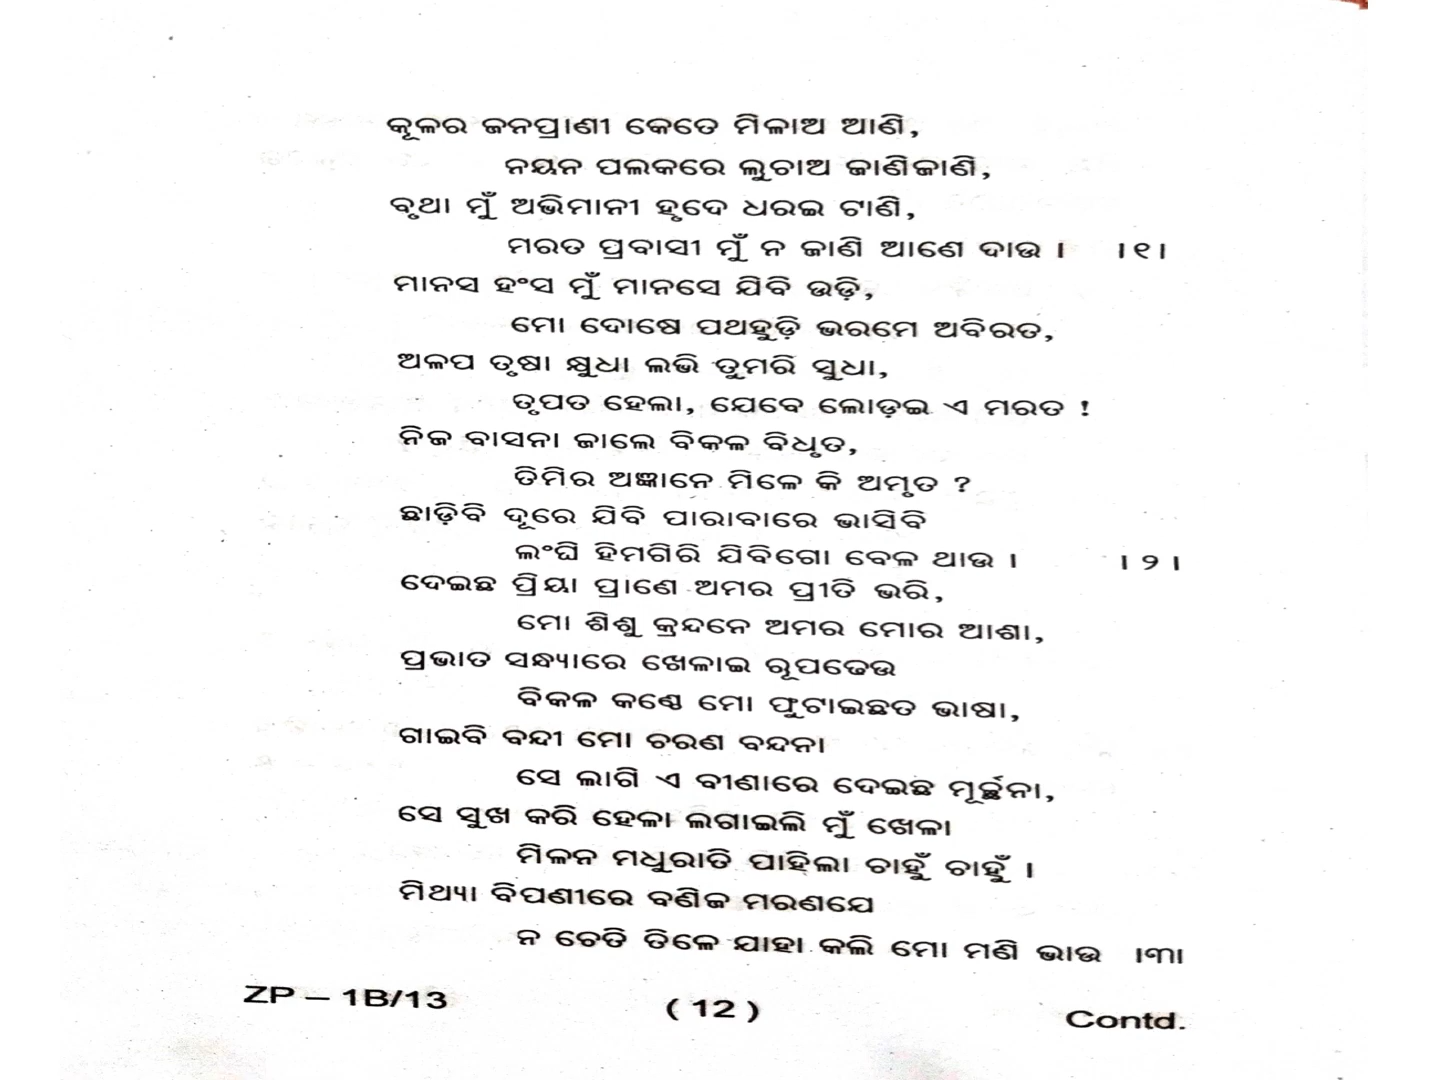 କୂଳର ଜନପ୍ରାଣୀ କେତେ ମିଳାଅ ଆଣି,
ନୟନ ପଲକରେ ଲୁଚାଅ ଜାଣିଜାଣି,
ବୃଥା ମୁଁ ଅଭିମାନୀ ହୃଦେ ଧରଇ ଟାଣି,
ମରତ ପ୍ରବାସୀ ମୁଁ ନ ଜାଣି ଆଣେ ଦାଉ । ।୧।
ମାନସ ହଂସ ମୁଁ ମାନସେ ଯିବି ଉଡ଼ି,
ମୋ ଦୋଷେ ପଥହୁଡ଼ି ଭରମେ ଅବିରତ,
ଅଳପ ତୃଷା କ୍ଷୁଧା ଲଭି ତୁମରି ସୁଧା,
ତୃପତ ହେଲା, ଯେବେ ଲୋଡ଼ଇ ଏ ମରତ !
ନିଜ ବାସନା ଜାଲେ ବିକଳ ବିଧୃତ,
ତିମିର ଅଜ୍ଞାନେ ମିଳେ କି ଅମୃତ ?
ଛାଡ଼ିବି ଦୂରେ ଯିବି ପାରାବାରେ ଭାସିବି
ଲଂଘି ହିମଗିରି ଯିବିଗୋ ବେଳ ଥାଉ । । ୨ ।
ଦେଇଛ ପ୍ରିୟା ପ୍ରାଣେ ଅମର ପ୍ରୀତି ଭରି,
ମୋ ଶିଶୁ କ୍ରନ୍ଦନେ ଅମର ମୋର ଆଶା,
ପ୍ରଭାତ ସନ୍ଧ୍ୟାରେ ଖେଳାଇ ରୂପଢେଉ
ବିକଳ କଣ୍ଠେ ମୋ ଫୁଟାଇଛତ ଭାଷା,
ଗାଇବି ବନ୍ଦୀ ମୋ ଚରଣ ବନ୍ଦନା
ସେ ଲାଗି ଏ ବୀଣାରେ ଦେଇଛ ମୂର୍ଚ୍ଛନା,
ସେ ସୁଖ କରି ହେଳା ଲଗାଇଲି ମୁଁ ଖେଳା
ମିଳନ ମଧୁରାତି ପାହିଲା ଚାହୁଁ ଚାହୁଁ ।
ମିଥ୍ୟା ବିପଣୀରେ ବଣିଜ ମରଣଯେ
ନ ଚେତି ତିଳେ ଯାହା କଲି ମୋ ମଣି ଭାଉ ।୩।
ZP – 1B/13 ( 12 ) Contd.